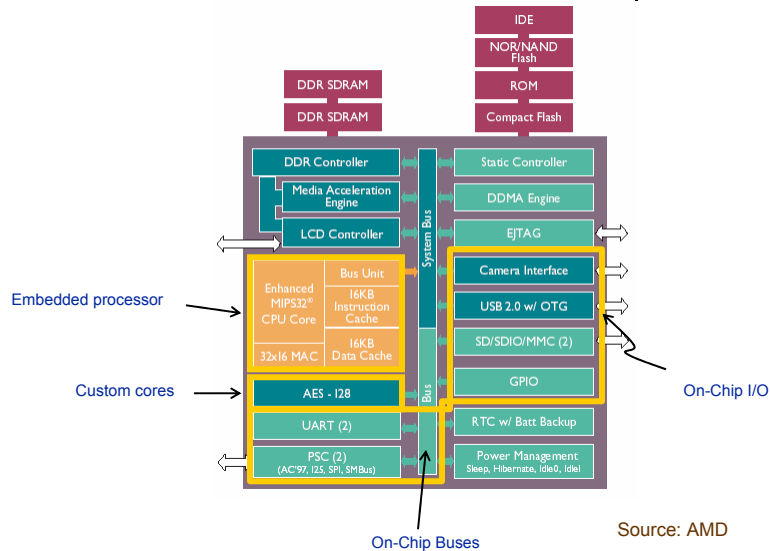 IDE
NOR/NAND
Flash
ROM
Compact Flash
DDR SDRAM
DDR SDRAM
DDR Controller
Media Acceleration
Engine
LCD Controller
System Bus
Static Controller
DDMA Engine
EJTAG
Embedded processor
Enhanced
MIPS32®
CPU Core
32x16 MAC
Bus Unit
16KB
Instruction
Cache
16KB
Data Cache
Camera Interface
USB 2.0 w/ OTG
SD/SDIO/MMC (2)
GPIO
On-Chip I/O
Custom cores
AES - 128
UART (2)
PSC (2)
(AC'97, I2S, SPI, SMBus)
Bus
RTC w/ Batt Backup
Power Management
Sleep, Hibernate, Idle0, Idle1
On-Chip Buses
Source: AMD